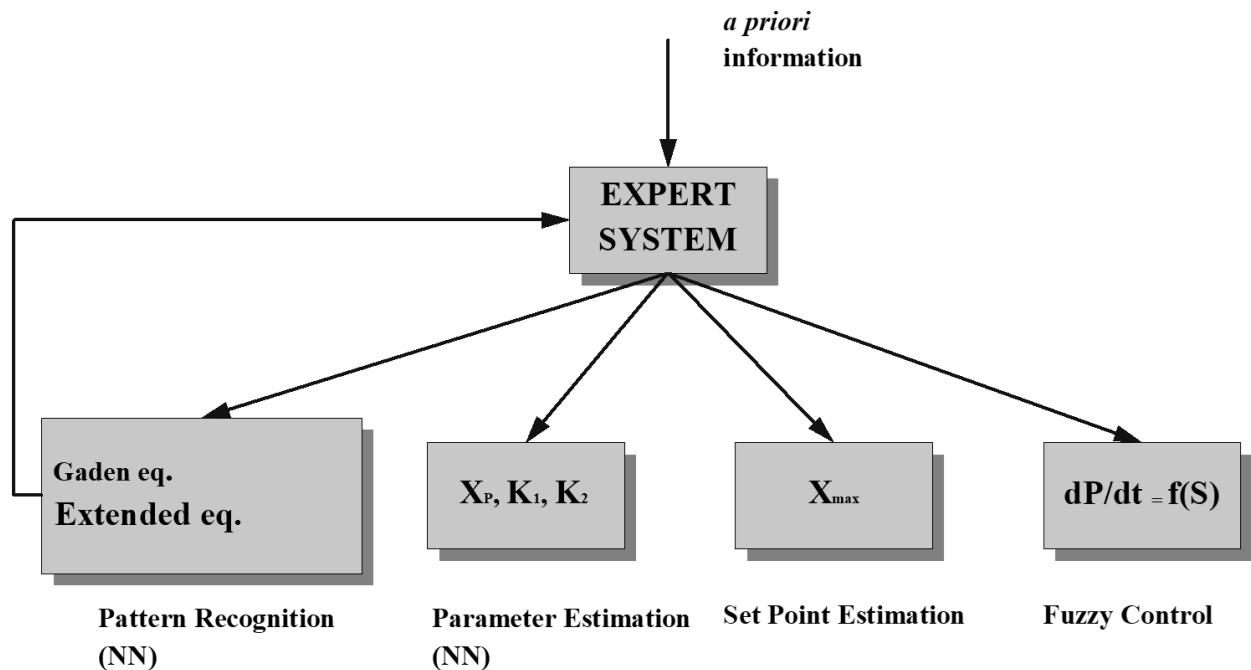 a priori
information
EXPERT
SYSTEM
Gaden eq.
Extended eq.
XP, K1, K2
Xmax
dP/dt = f(S)
Pattern Recognition
(NN)
Parameter Estimation
(NN)
Set Point Estimation
Fuzzy Control